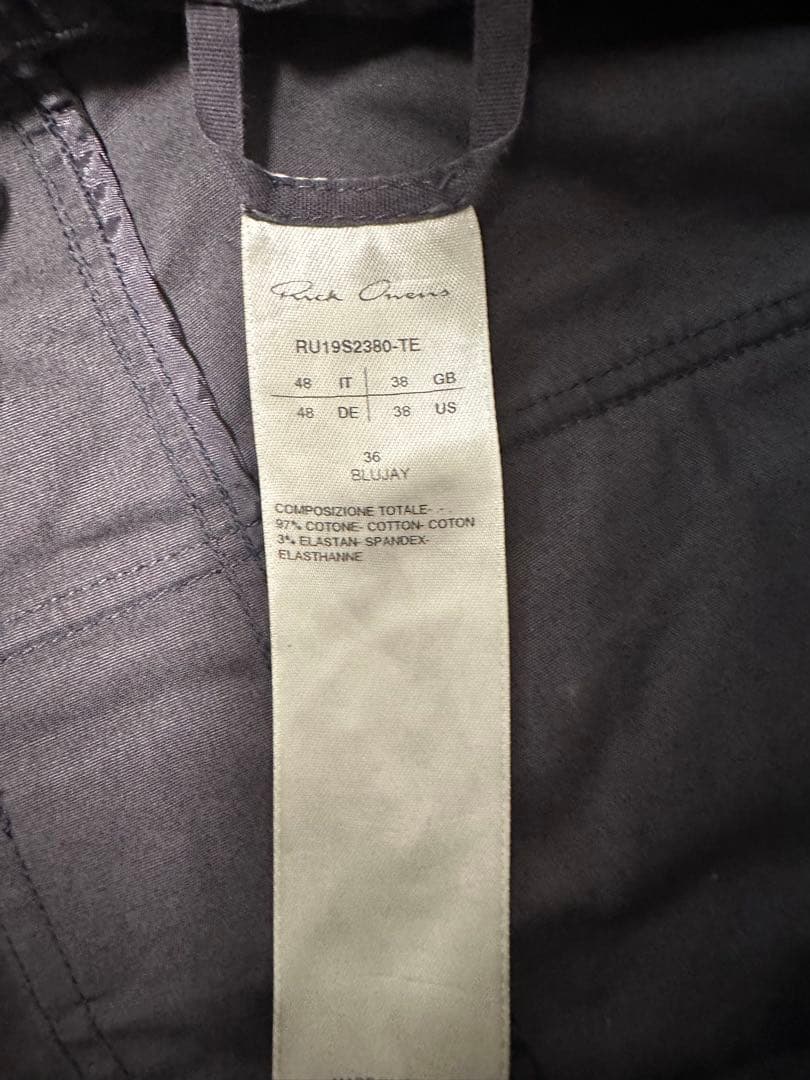 Rick Owens
RU19S2380-TE
48 IT 38 GB
48 DE 38 US
36
BLUJAY
COMPOSIZIONE TOTALE- -
97% COTONE- COTTON- COTON
3% ELASTAN- SPANDEX-
ELASTHANNE